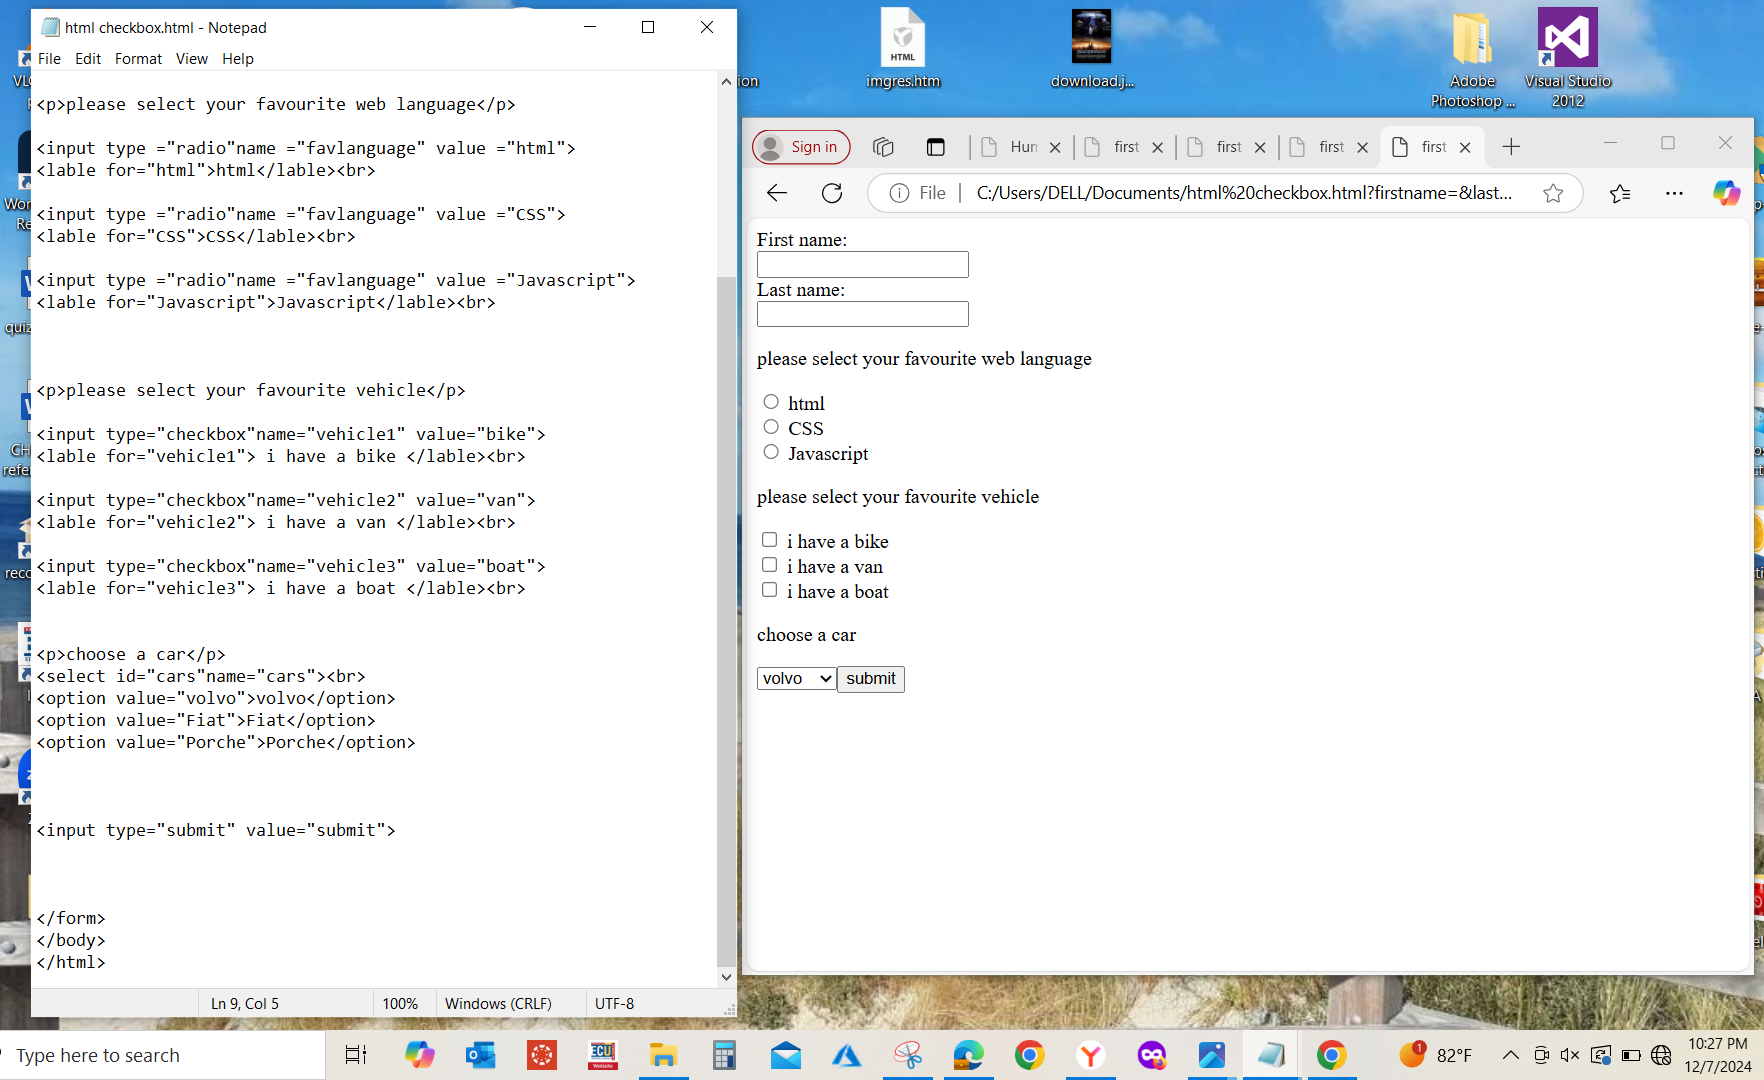 html checkbox.html - Notepad
File Edit Format View Help
<p>please select your favourite web language</p>
<input type ="radio"name ="favlanguage" value ="html">
<lable for="html">html</lable><br>
<input type ="radio"name ="favlanguage" value ="CSS">
<lable for="CSS">CSS</lable><br>
<input type ="radio"name ="favlanguage" value ="Javascript">
<lable for="Javascript">Javascript</lable><br>
<p>please select your favourite vehicle</p>
<input type="checkbox"name="vehicle1" value="bike">
<lable for="vehicle1"> i have a bike </lable><br>
<input type="checkbox"name="vehicle2" value="van">
<lable for="vehicle2"> i have a van </lable><br>
<input type="checkbox"name="vehicle3" value="boat">
<lable for="vehicle3"> i have a boat </lable><br>
<p>choose a car</p>
<select id="cars"name="cars"><br>
<option value="volvo">volvo</option>
<option value="Fiat">Fiat</option>
<option value="Porche">Porche</option>
<input type="submit" value="submit">
</form>
</body>
</html>
Ln 9, Col 5 100% Windows (CRLF) UTF-8
imgres.htm
HTML
download.j...
Adobe
Photoshop ...
Visual Studio
2012
Sign in
first
first
first
first
File C:/Users/DELL/Documents/html%20checkbox.html?firstname=&last...
First name:
Last name:
please select your favourite web language
html
CSS
Javascript
please select your favourite vehicle
i have a bike
i have a van
i have a boat
choose a car
volvo submit
Type here to search
ECU
Website
1
82°F
10:27 PM
12/7/2024